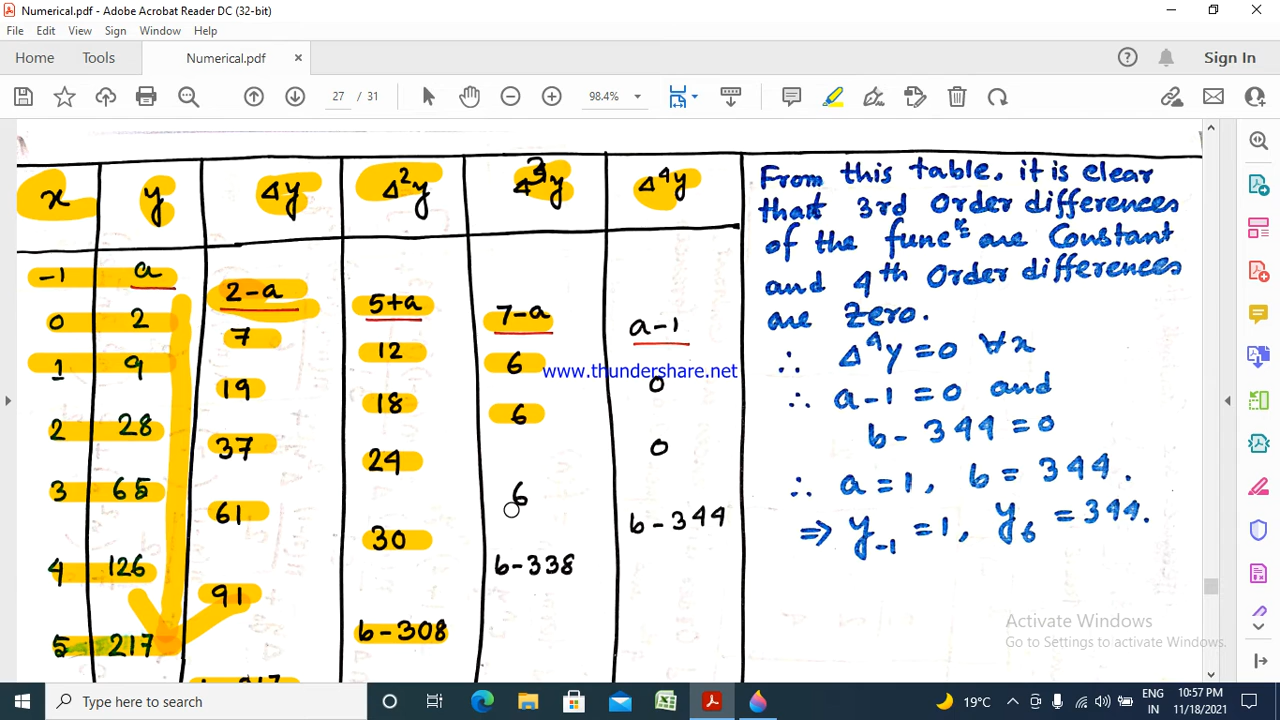 Numerical.pdf - Adobe Acrobat Reader DC (32-bit)
File Edit View Sign Window Help
Home Tools Numerical.pdf × Sign In
27 / 31 98.4%
x y Δy Δ²y Δ³y Δ⁴y
-1 a
2-a
0 2 5+a
7 7-a
1 9 12 a-1
19 6
2 28 18 0
37 6
3 65 24 0
61 6
4 126 30 b-344
91 b-338
5 217 b-308
From this table, it is clear
that 3rd Order differences
of the funcⁿ are Constant
and 4th Order differences
are Zero.
∴ Δ⁴y = 0 ∀x
∴ a-1 = 0 and
b - 344 = 0
∴ a = 1, b = 344.
⇒ y₋₁ = 1, y₆ = 344.
www.thundershare.net
Activate Windows
Go to Settings to activate Windows.
Type here to search
19°C
ENG
IN
10:57 PM
11/18/2021